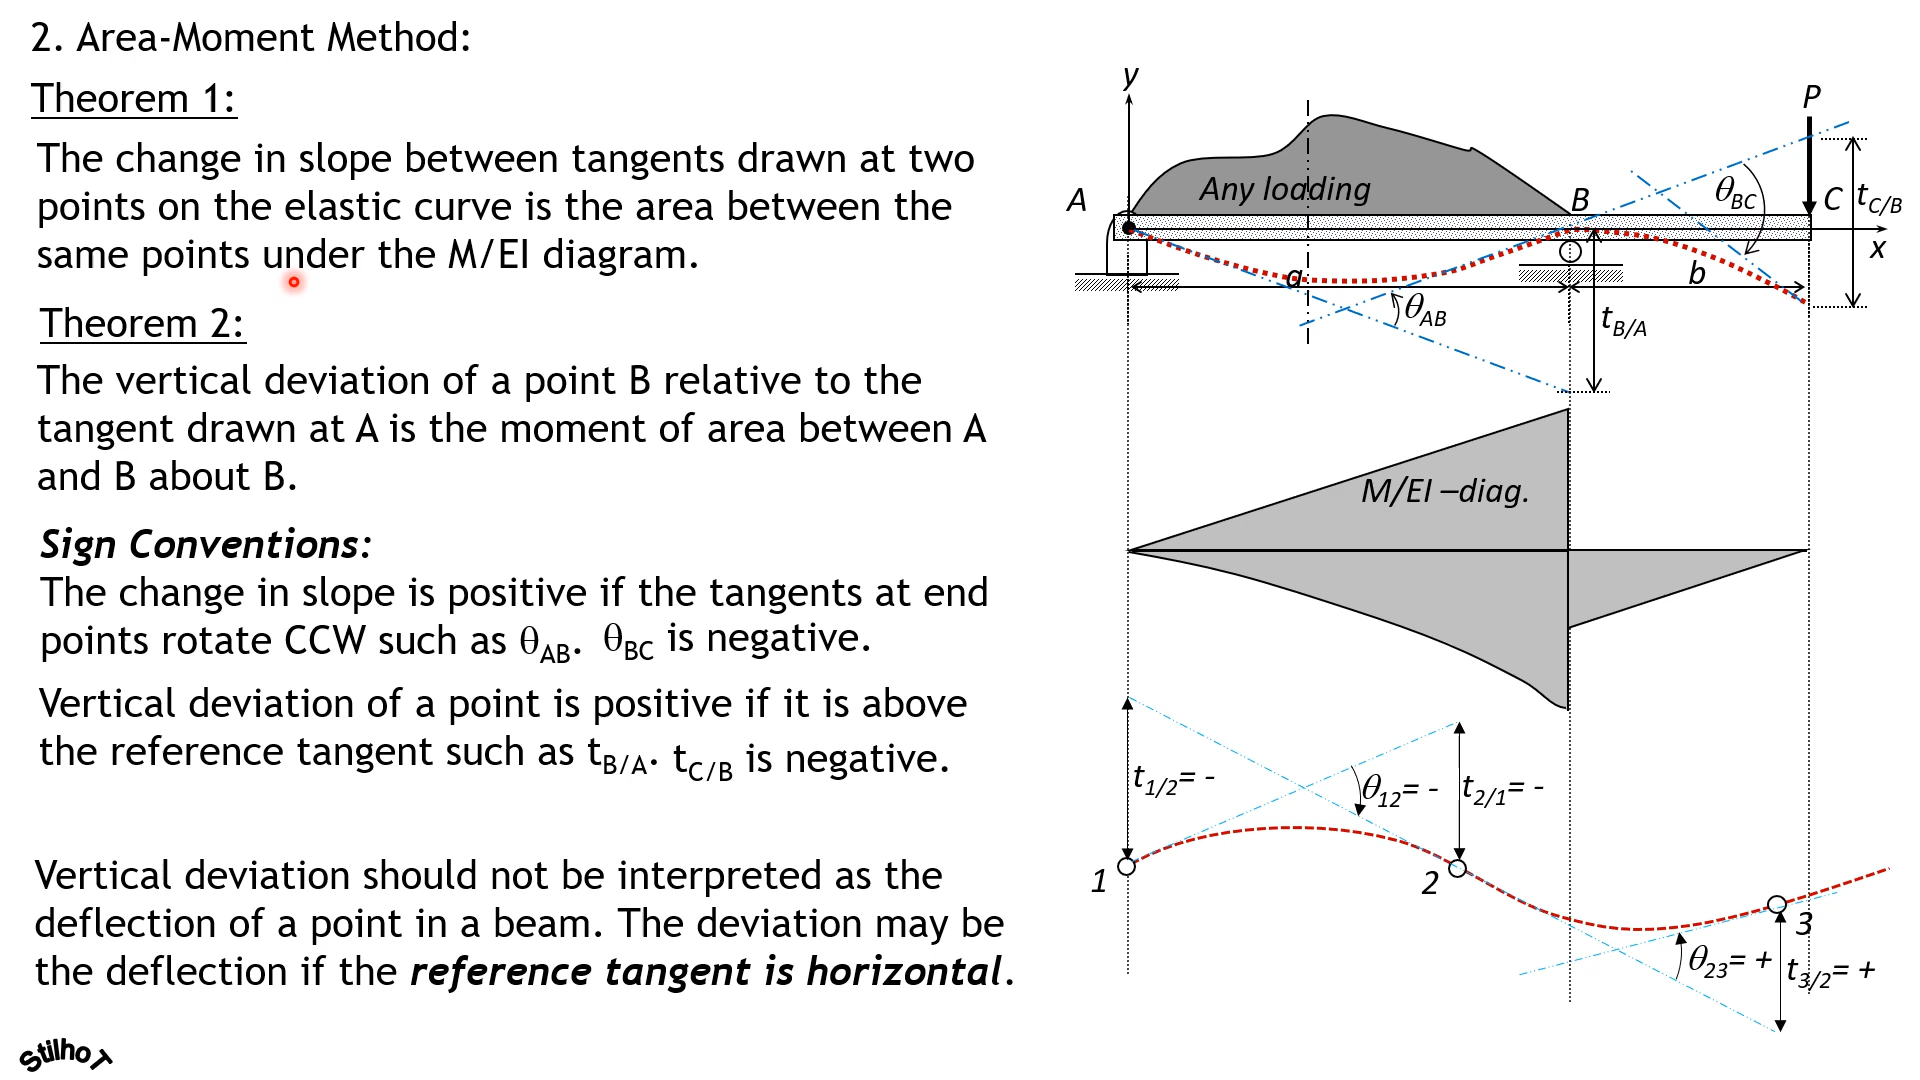 2. Area-Moment Method:
Theorem 1:
The change in slope between tangents drawn at two
points on the elastic curve is the area between the
same points under the M/EI diagram.
Theorem 2:
The vertical deviation of a point B relative to the
tangent drawn at A is the moment of area between A
and B about B.
Sign Conventions:
The change in slope is positive if the tangents at end
points rotate CCW such as θAB. θBC is negative.
Vertical deviation of a point is positive if it is above
the reference tangent such as tB/A. tC/B is negative.
Vertical deviation should not be interpreted as the
deflection of a point in a beam. The deviation may be
the deflection if the reference tangent is horizontal.
StilhoT
y
P
A
Any loading
B
θBC
C
tC/B
x
a
b
θAB
tB/A
M/EI –diag.
t1/2= -
θ12= -
t2/1= -
1
2
3
θ23= +
t3/2= +